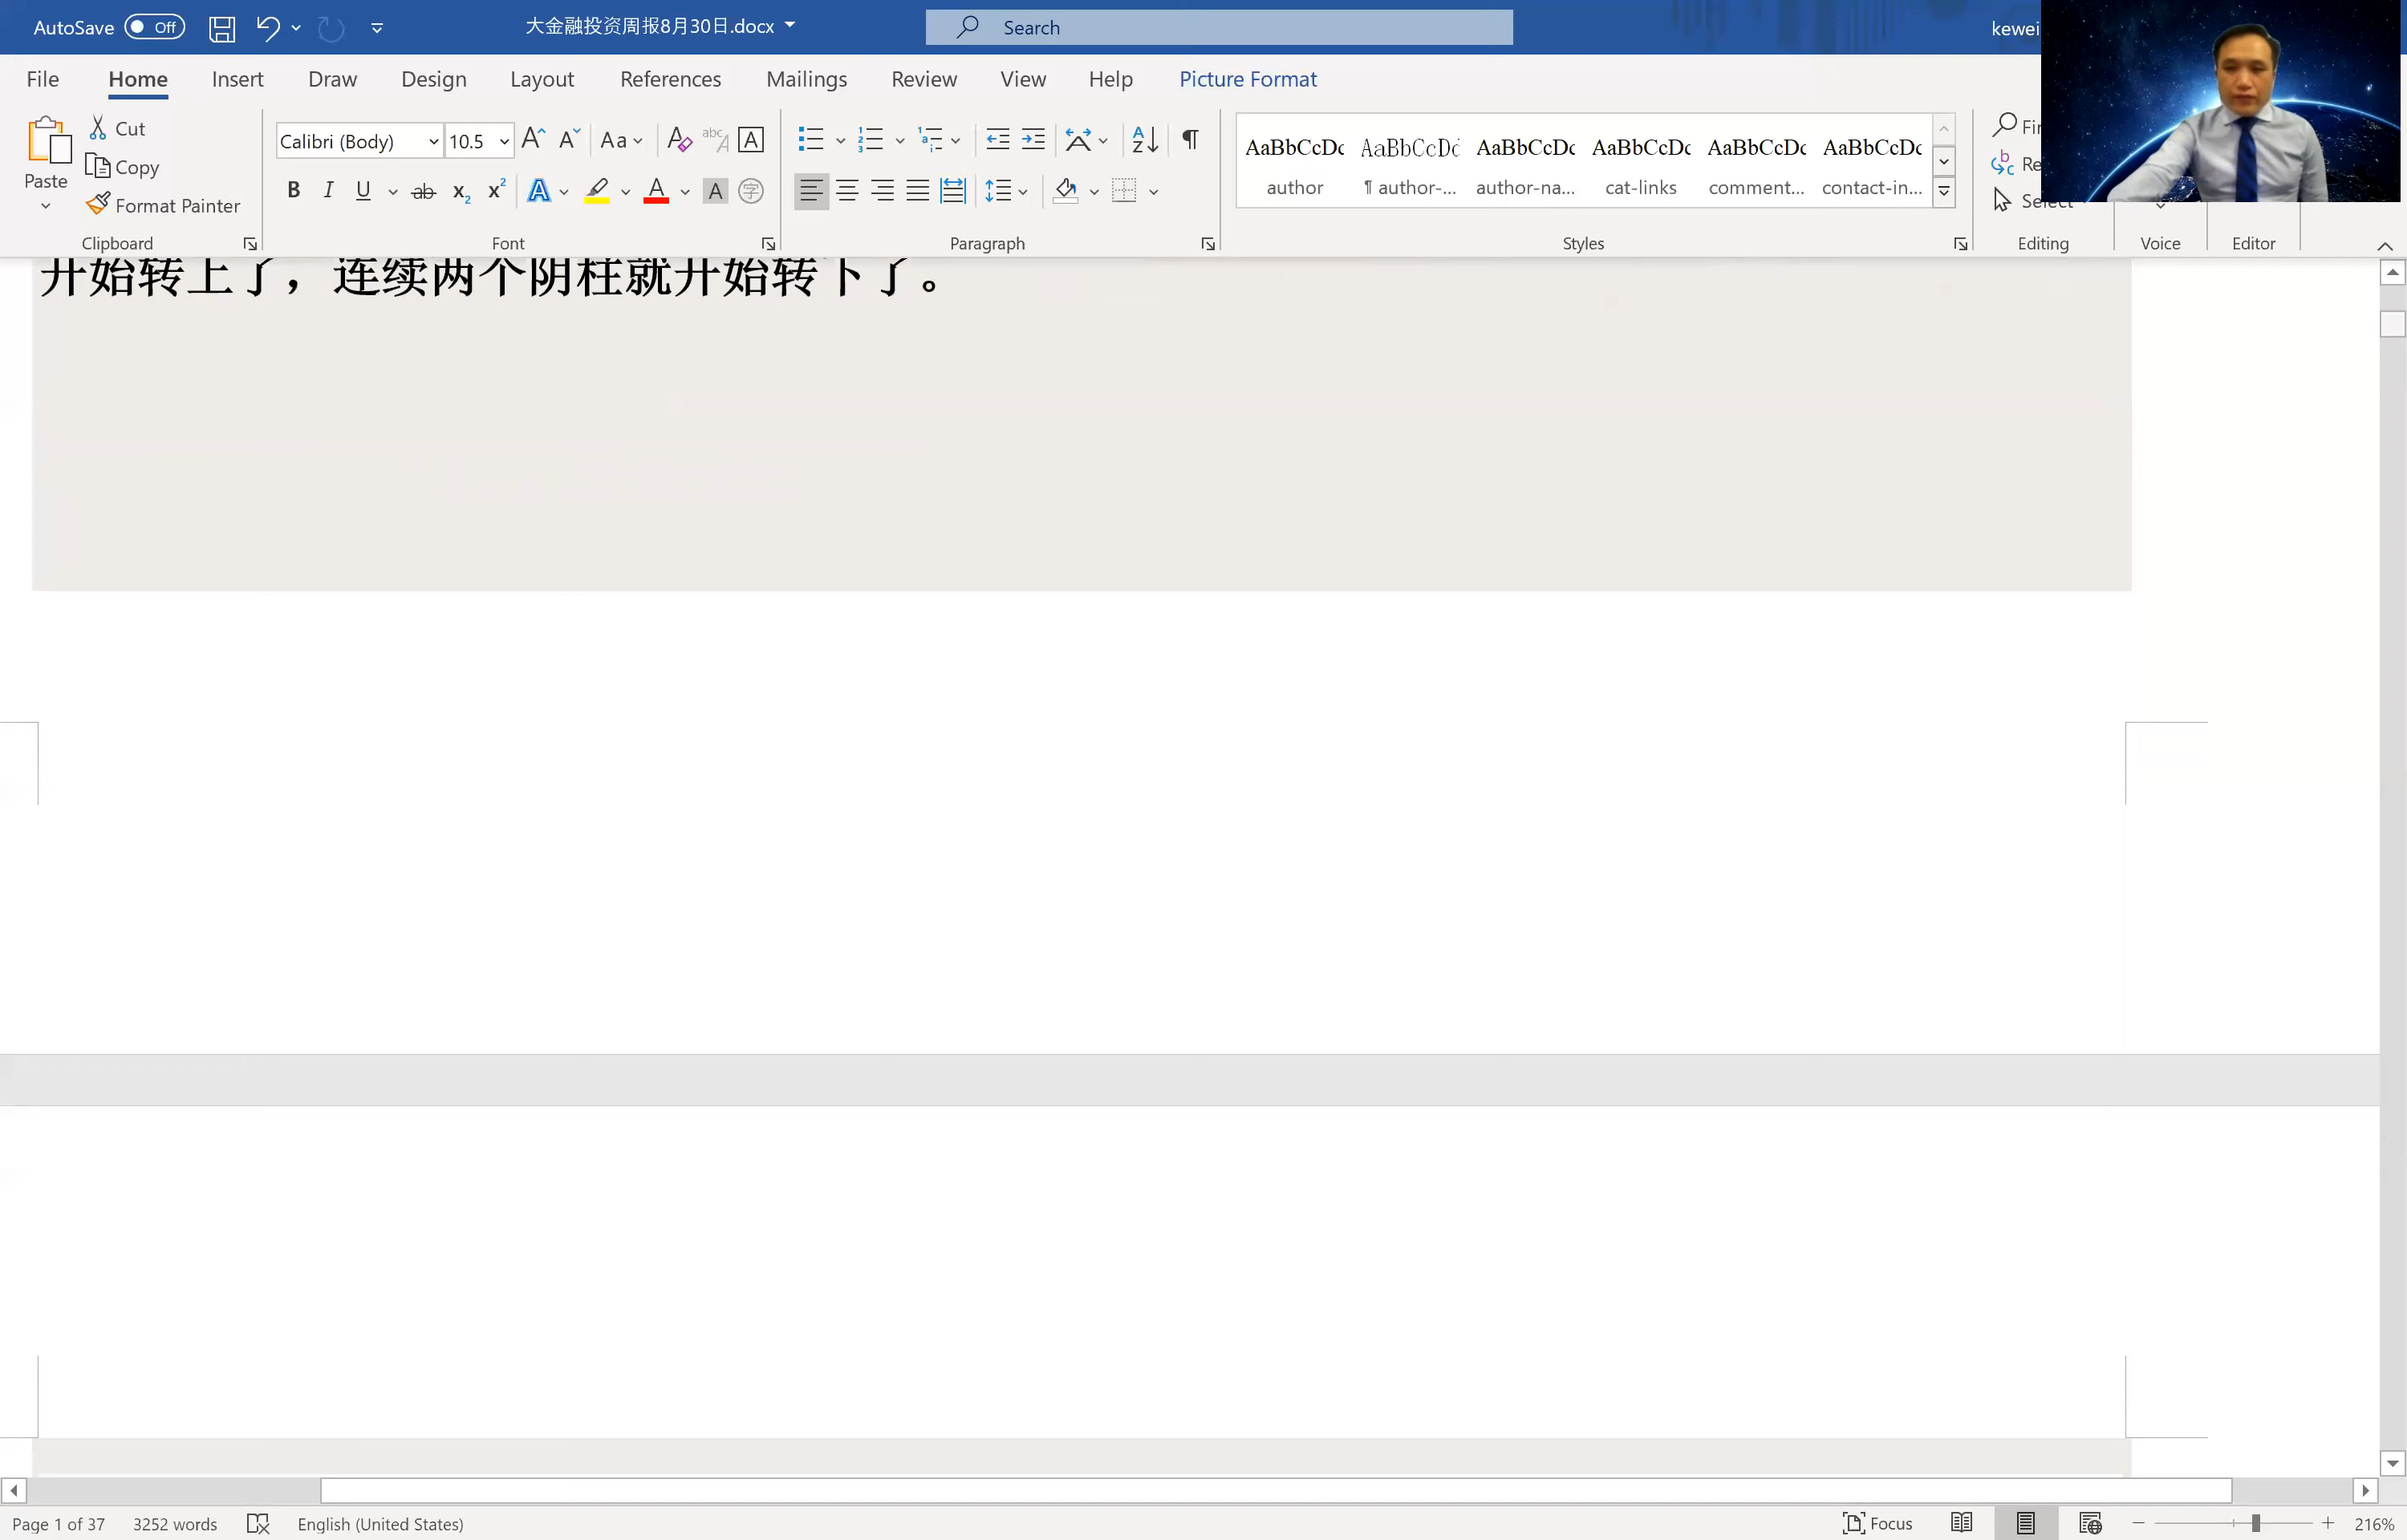 AutoSave Off 大金融投资周报8月30日.docx Search kewei
File Home Insert Draw Design Layout References Mailings Review View Help Picture Format
Paste
Cut
Copy
Format Painter
Clipboard
Calibri (Body) 10.5
Font
Paragraph
AaBbCcDc AaBbCcDc AaBbCcDc AaBbCcDc AaBbCcDc AaBbCcDc
author ¶ author-... author-na... cat-links comment... contact-in...
Styles
Select
Editing
Voice
Editor
开始转上了，连续两个阴柱就开始转下了。
Page 1 of 37 3252 words English (United States) Focus 216%